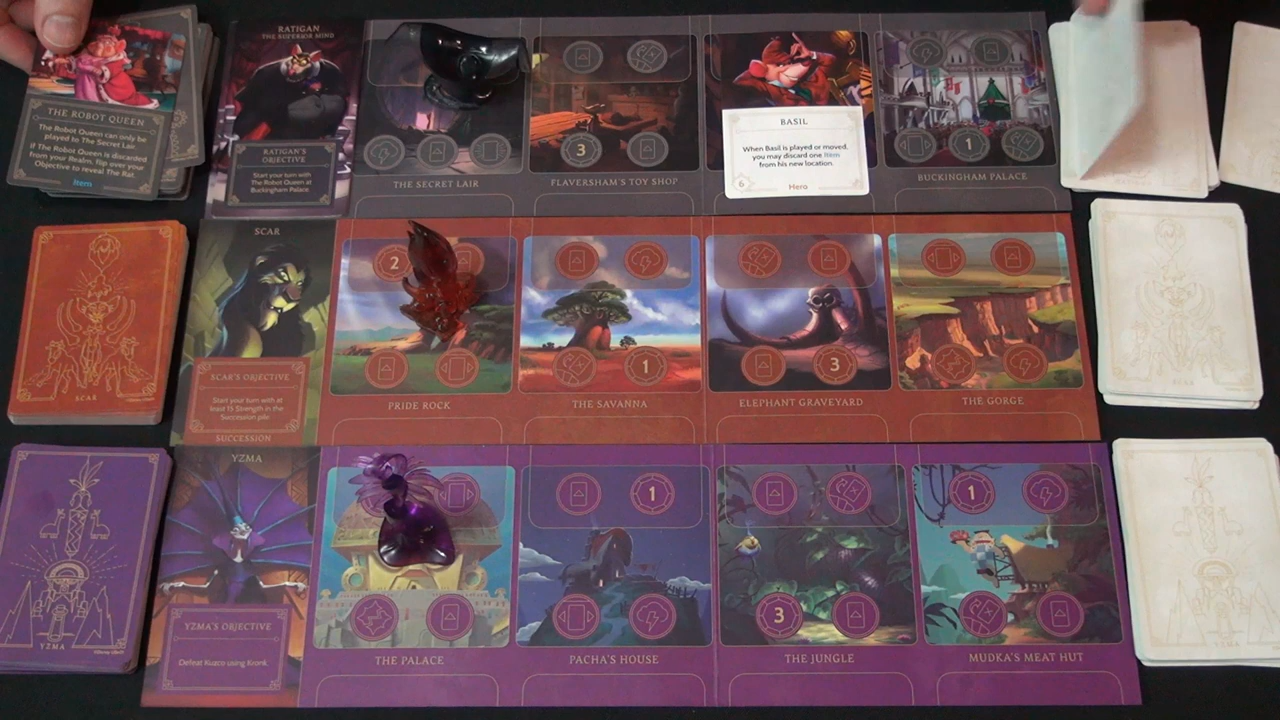 THE ROBOT QUEEN
The Robot Queen can only be
played to The Secret Lair.
If The Robot Queen is discarded
from your Realm, flip over your
Objective to reveal The Rat.
Item
RATIGAN
THE SUPERIOR MIND
RATIGAN'S
OBJECTIVE
Start your turn with
The Robot Queen at
Buckingham Palace
THE SECRET LAIR
3
FLAVERSHAM'S TOY SHOP
BASIL
When Basil is played or moved,
you may discard one Item
from his new location.
6
Hero
1
BUCKINGHAM PALACE
SCAR
SCAR
SCAR'S OBJECTIVE
Start your turn with at
least 15 Strength in the
Succession pile.
SUCCESSION
2
PRIDE ROCK
1
THE SAVANNA
3
ELEPHANT GRAVEYARD
THE GORGE
SCAR
YZMA
YZMA
YZMA'S OBJECTIVE
Defeat Kuzco using Kronk.
THE PALACE
1
PACHA'S HOUSE
3
THE JUNGLE
1
MUDKA'S MEAT HUT
YZMA